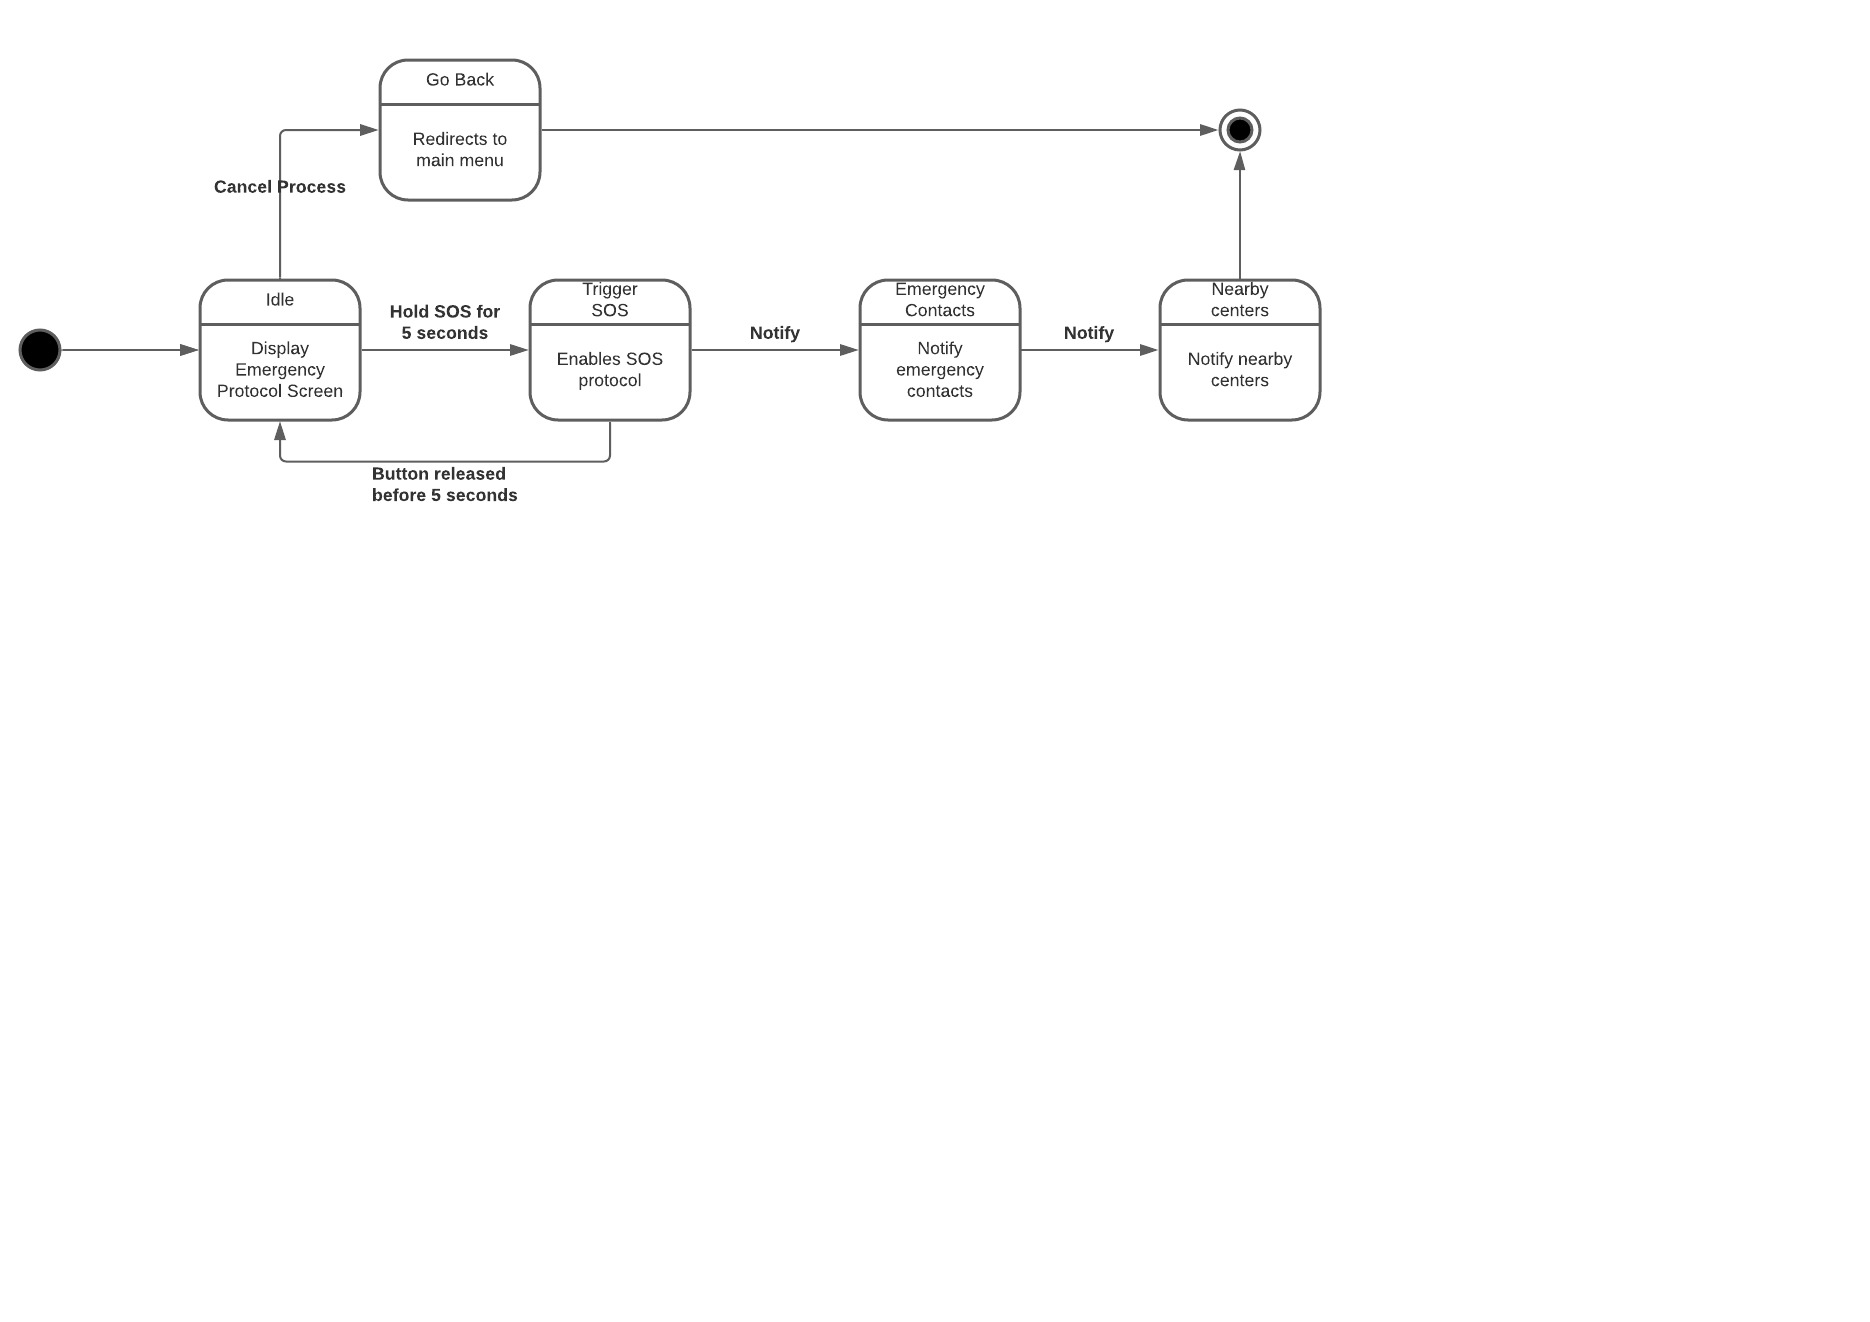 Go Back
Redirects to
main menu
Cancel Process
Idle
Display
Emergency
Protocol Screen
Hold SOS for
5 seconds
Trigger
SOS
Enables SOS
protocol
Notify
Emergency
Contacts
Notify
emergency
contacts
Notify
Nearby
centers
Notify nearby
centers
Button released
before 5 seconds